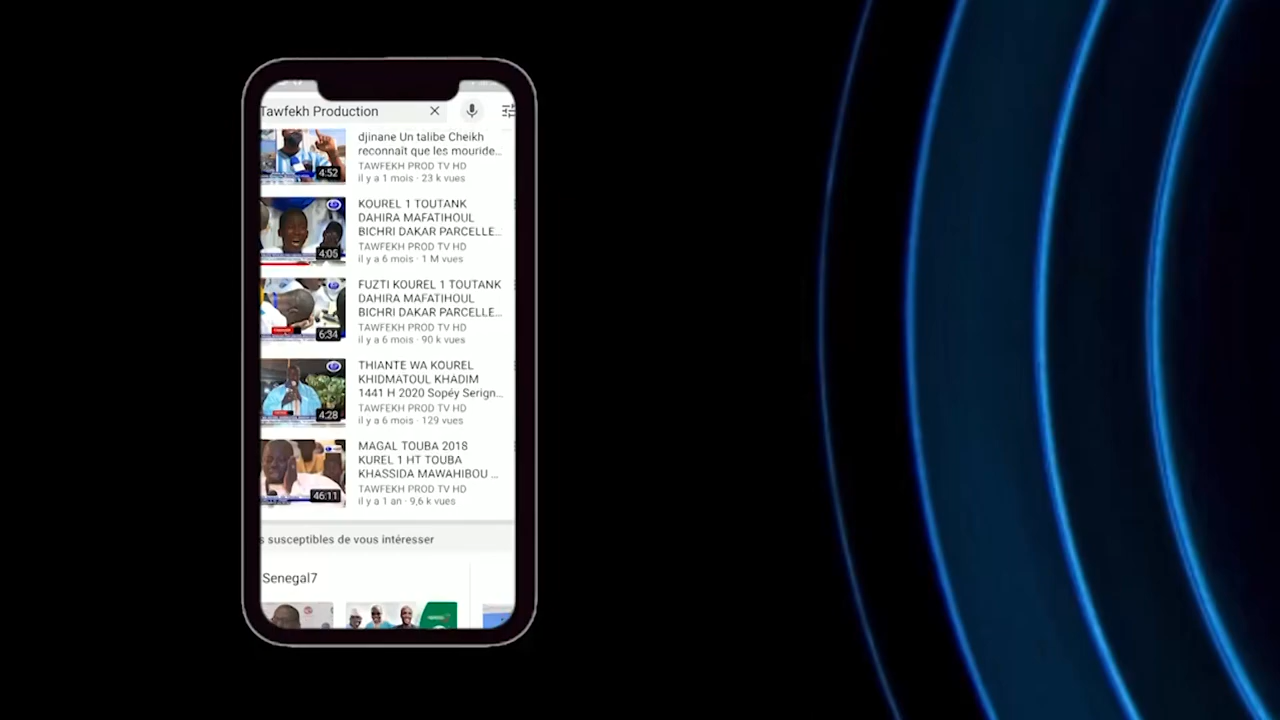 Tawfekh Production
djinane Un talibe Cheikh
reconnaît que les mouride...
TAWFEKH PROD TV HD
il y a 1 mois · 23 k vues
4:52
KOUREL 1 TOUTANK
DAHIRA MAFATIHOUL
BICHRI DAKAR PARCELLE...
TAWFEKH PROD TV HD
il y a 6 mois · 1 M vues
4:05
FUZTI KOUREL 1 TOUTANK
DAHIRA MAFATIHOUL
BICHRI DAKAR PARCELLE...
TAWFEKH PROD TV HD
il y a 6 mois · 90 k vues
6:34
THIANTE WA KOUREL
KHIDMATOUL KHADIM
1441 H 2020 Sopéy Serign...
TAWFEKH PROD TV HD
il y a 6 mois · 129 vues
4:28
MAGAL TOUBA 2018
KUREL 1 HT TOUBA
KHASSIDA MAWAHIBOU ...
TAWFEKH PROD TV HD
il y a 1 an · 9,6 k vues
46:11
s susceptibles de vous intéresser
Senegal7